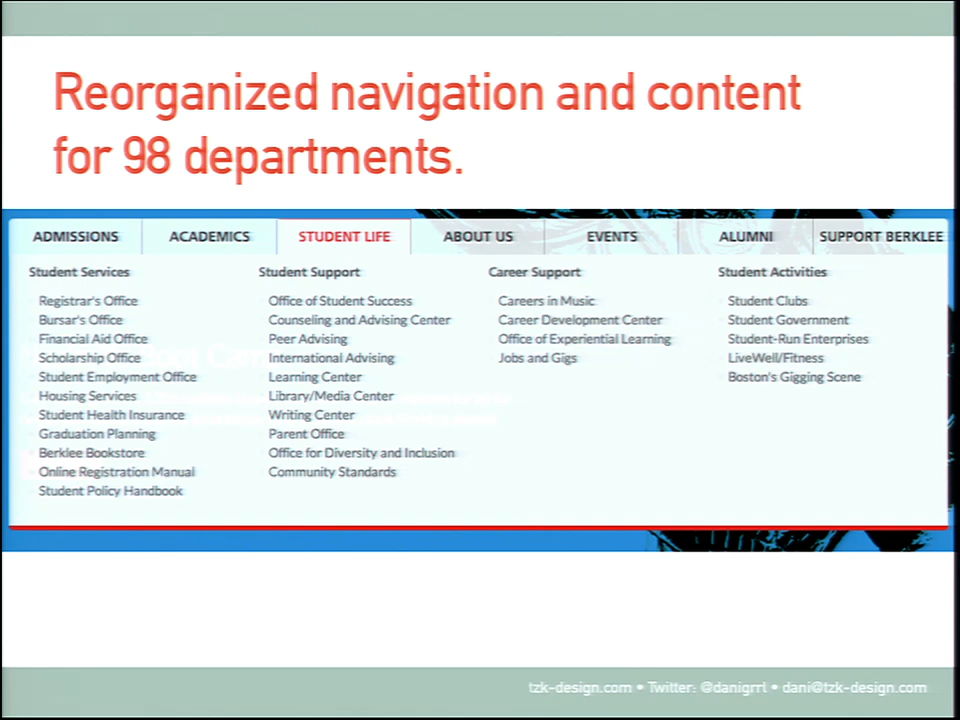 Reorganized navigation and content
for 98 departments.
ADMISSIONS ACADEMICS STUDENT LIFE ABOUT US EVENTS ALUMNI SUPPORT BERKLEE
Student Services
Registrar's Office
Bursar's Office
Financial Aid Office
Scholarship Office
Student Employment Office
Housing Services
Student Health Insurance
Graduation Planning
Berklee Bookstore
Online Registration Manual
Student Policy Handbook
Student Support
Office of Student Success
Counseling and Advising Center
Peer Advising
International Advising
Learning Center
Library/Media Center
Writing Center
Parent Office
Office for Diversity and Inclusion
Community Standards
Career Support
Careers in Music
Career Development Center
Office of Experiential Learning
Jobs and Gigs
Student Activities
Student Clubs
Student Government
Student-Run Enterprises
LiveWell/Fitness
Boston's Gigging Scene
tzk-design.com • Twitter: @danigrrl • dani@tzk-design.com